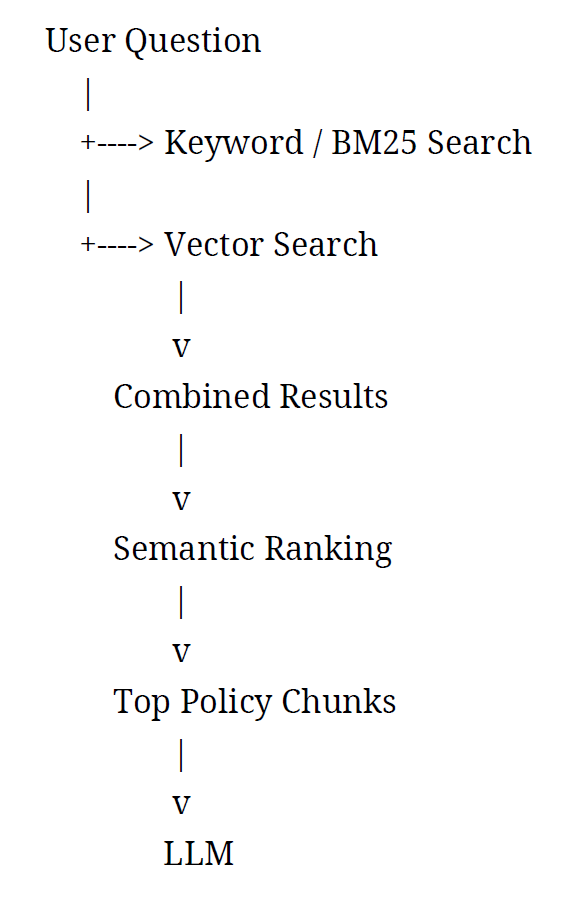 User Question
|
+----> Keyword / BM25 Search
|
+----> Vector Search
|
v
Combined Results
|
v
Semantic Ranking
|
v
Top Policy Chunks
|
v
LLM